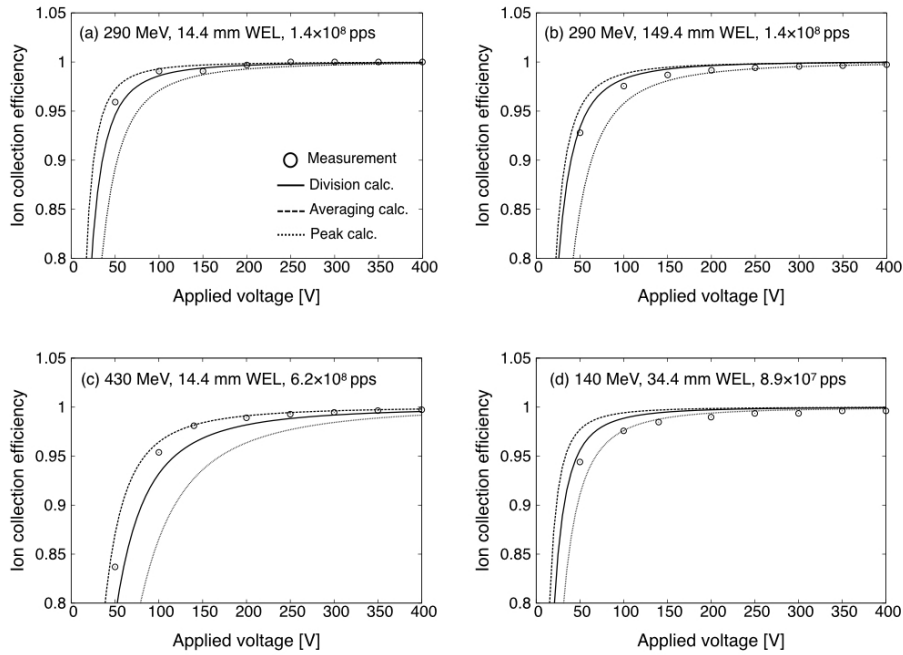 (a) 290 MeV, 14.4 mm WEL, 1.4×10⁸ pps
Ion collection efficiency
1.05
1
0.95
0.9
0.85
0.8
Measurement
Division calc.
Averaging calc.
Peak calc.
0 50 100 150 200 250 300 350 400
Applied voltage [V]
(b) 290 MeV, 149.4 mm WEL, 1.4×10⁸ pps
Ion collection efficiency
1.05
1
0.95
0.9
0.85
0.8
0 50 100 150 200 250 300 350 400
Applied voltage [V]
(c) 430 MeV, 14.4 mm WEL, 6.2×10⁸ pps
Ion collection efficiency
1.05
1
0.95
0.9
0.85
0.8
0 50 100 150 200 250 300 350 400
Applied voltage [V]
(d) 140 MeV, 34.4 mm WEL, 8.9×10⁷ pps
Ion collection efficiency
1.05
1
0.95
0.9
0.85
0.8
0 50 100 150 200 250 300 350 400
Applied voltage [V]